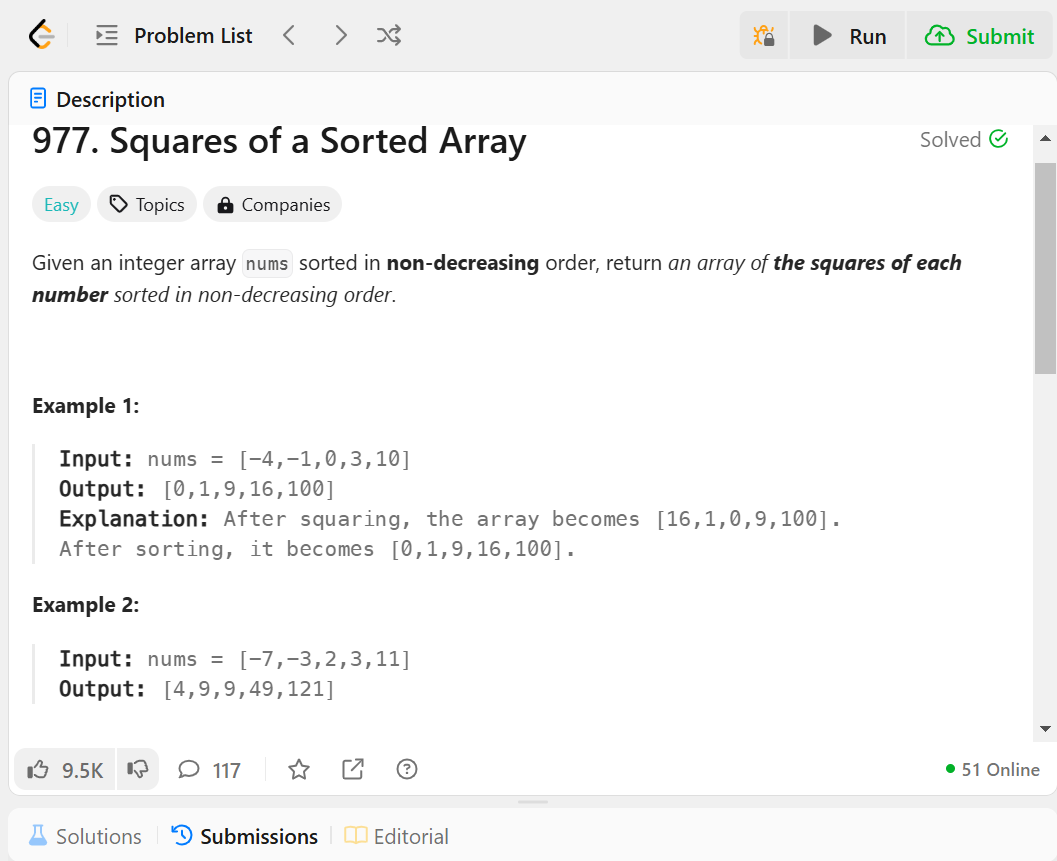 Problem List
Run
Submit
Description
977. Squares of a Sorted Array
Solved
Easy
Topics
Companies
Given an integer array nums sorted in non-decreasing order, return an array of the squares of each
number sorted in non-decreasing order.
Example 1:
Input: nums = [-4,-1,0,3,10]
Output: [0,1,9,16,100]
Explanation: After squaring, the array becomes [16,1,0,9,100].
After sorting, it becomes [0,1,9,16,100].
Example 2:
Input: nums = [-7,-3,2,3,11]
Output: [4,9,9,49,121]
9.5K
117
51 Online
Solutions
Submissions
Editorial